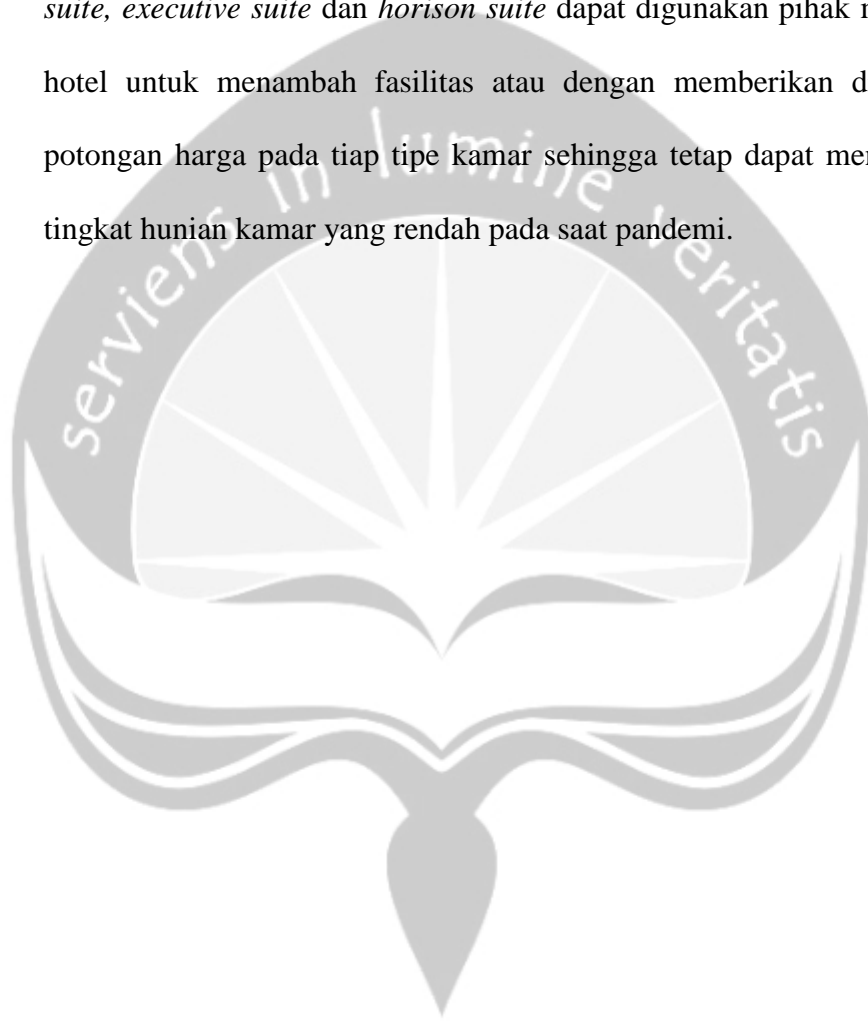 suite, executive suite dan horison suite dapat digunakan pihak
hotel untuk menambah fasilitas atau dengan memberikan
potongan harga pada tiap tipe kamar sehingga tetap dapat
tingkat hunian kamar yang rendah pada saat pandemi.
serviens in lumine veritatis